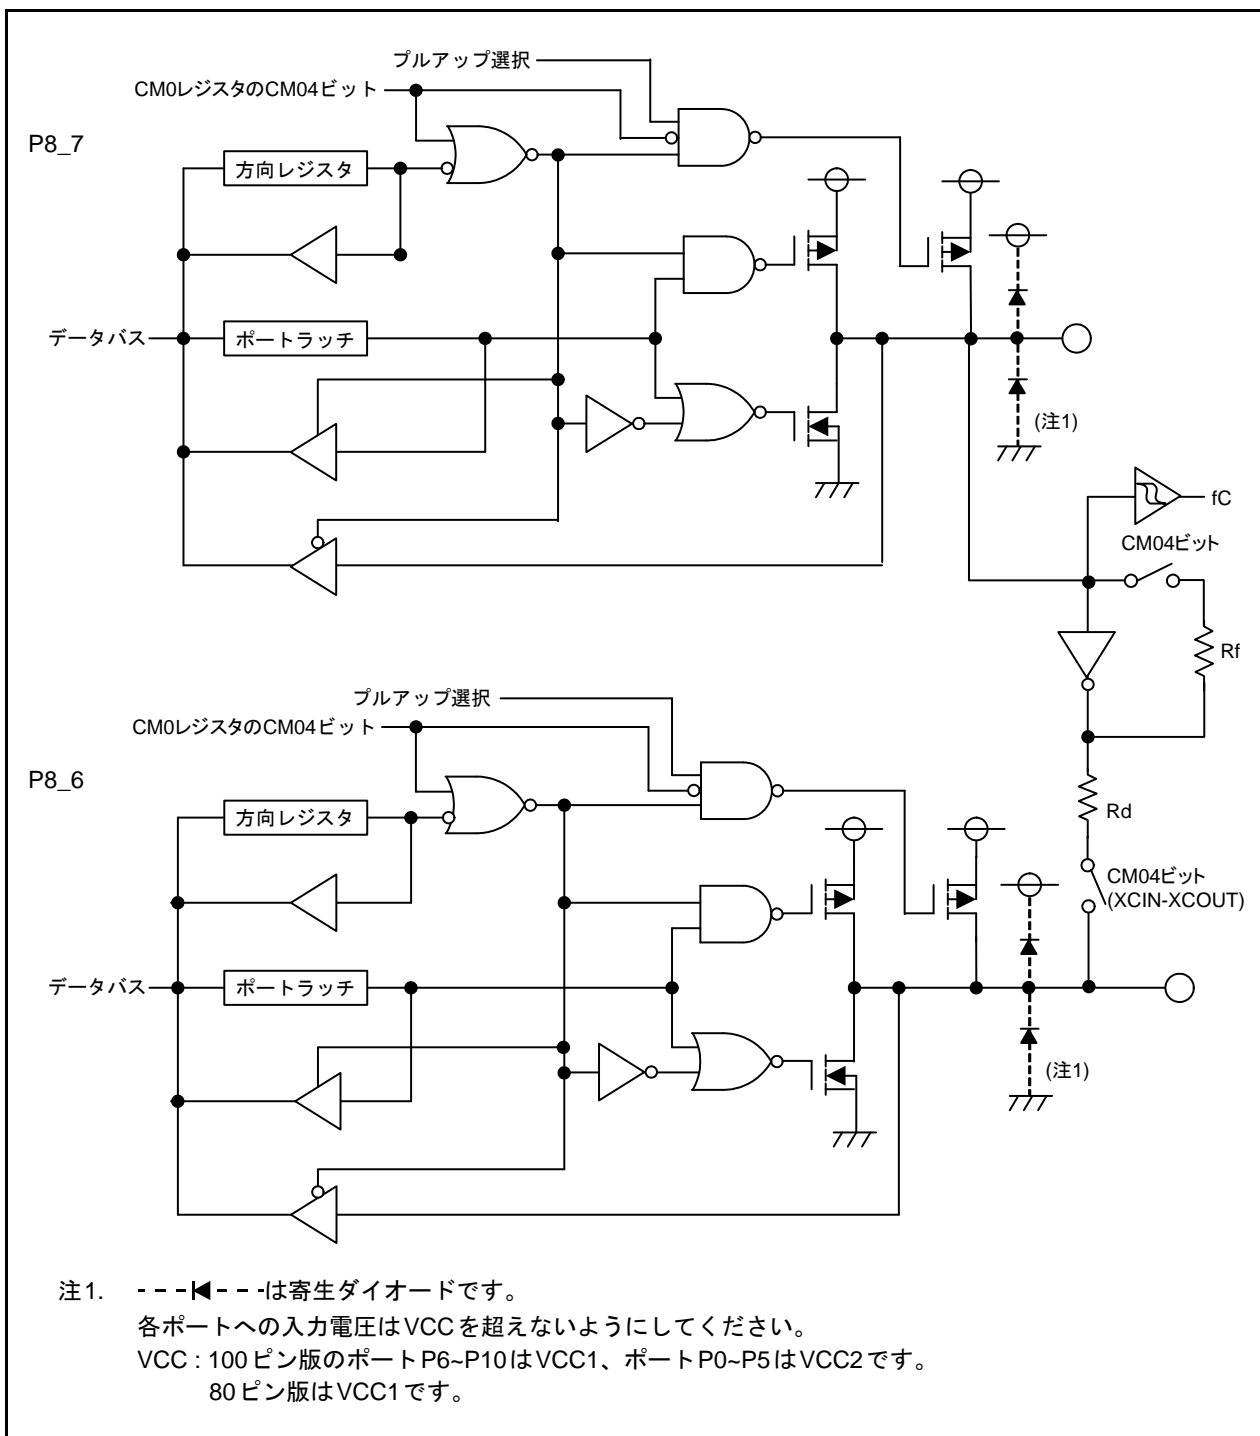 プルアップ選択
CM0レジスタのCM04ビット
P8_7
方向レジスタ
データバス
ポートラッチ
(注1)
fC
CM04ビット
Rf
プルアップ選択
CM0レジスタのCM04ビット
P8_6
方向レジスタ
Rd
CM04ビット
(XCIN-XCOUT)
データバス
ポートラッチ
(注1)
注1. は寄生ダイオードです。
各ポートへの入力電圧はVCCを超えないようにしてください。
VCC : 100ピン版のポートP6~P10はVCC1、ポートP0~P5はVCC2です。
80ピン版はVCC1です。